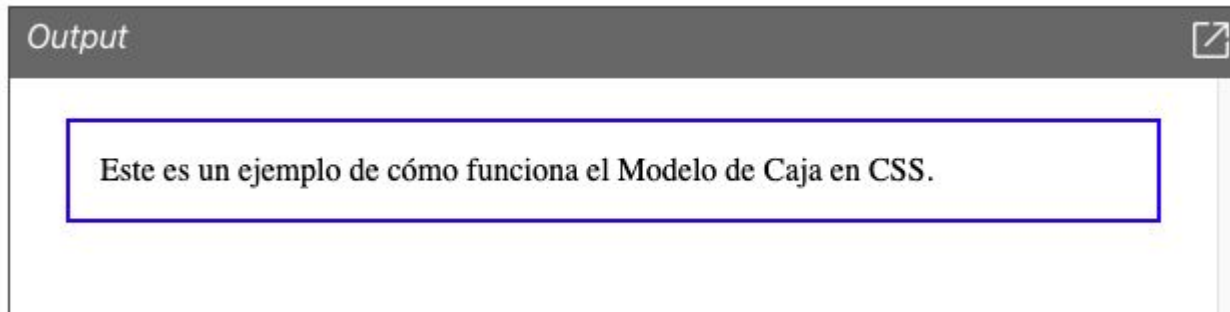 Output
Este es un ejemplo de cómo funciona el Modelo de Caja en CSS.